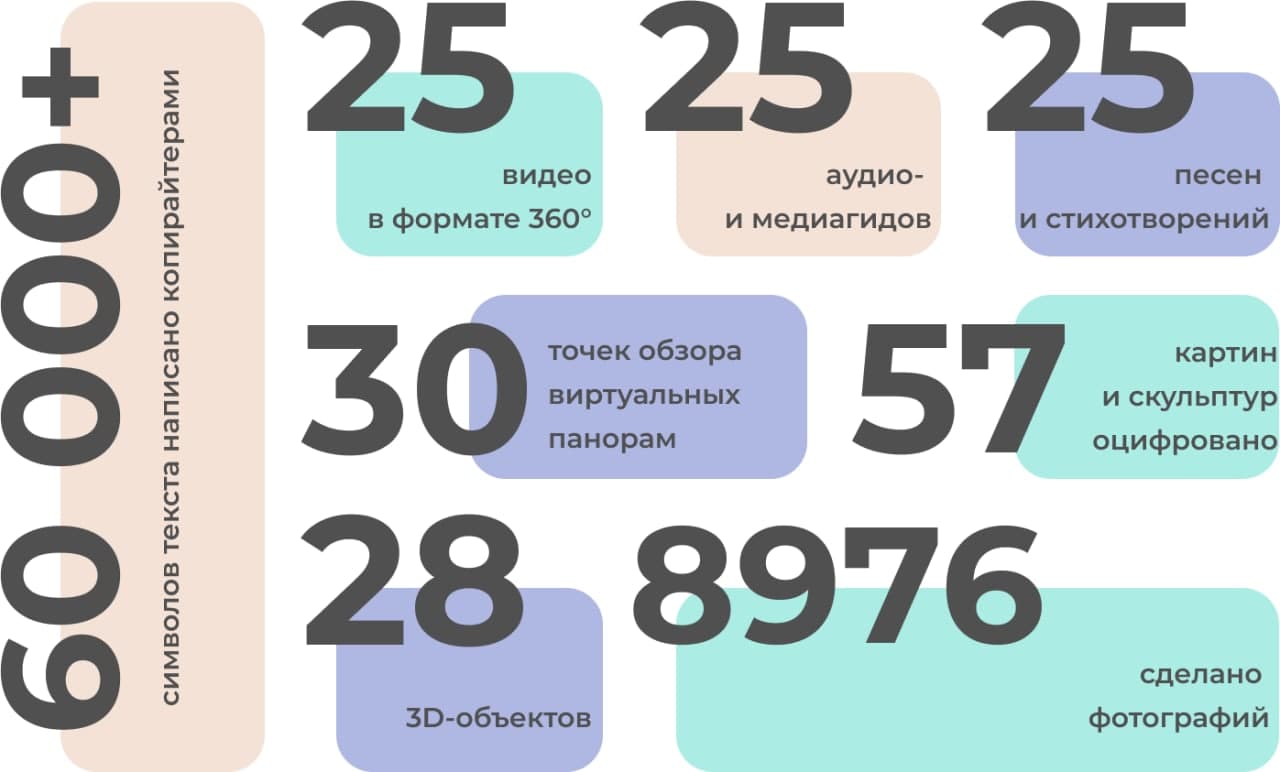 60 000+
символов текста написано копирайтерами
25
видео
в формате 360°
25
аудио-
и медиагидов
25
песен
и стихотворений
30
точек обзора
виртуальных
панорам
57
картин
и скульптур
оцифровано
28
3D-объектов
8976
сделано
фотографий